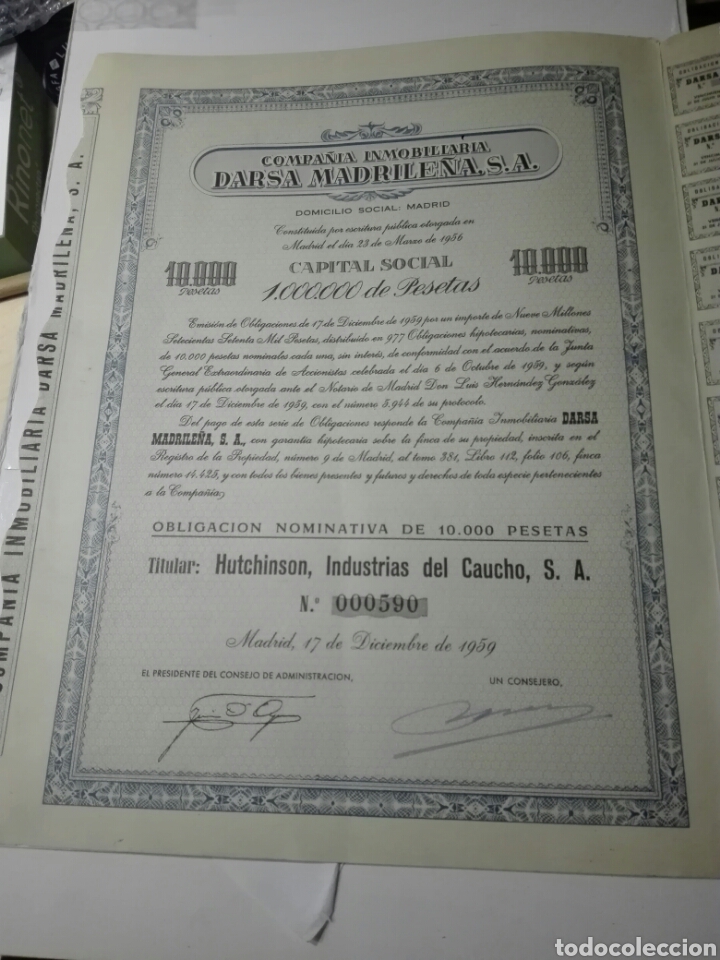 COMPAÑIA INMOBILIARIA
DARSA MADRILEÑA, S.A.
DOMICILIO SOCIAL: MADRID
Constituída por escritura pública otorgada en
Madrid el día 23 de Marzo de 1956
10.000
Pesetas
CAPITAL SOCIAL
1.000.000 de Pesetas
10.000
Pesetas
Emisión de Obligaciones de 17 de Diciembre de 1959 por un importe de Nueve Millones
Setecientas Setenta Mil Pesetas, distribuído en 977 Obligaciones hipotecarias, nominativas,
de 10.000 pesetas nominales cada una, sin interés, de conformidad con el acuerdo de la Junta
General Extraordinaria de Accionistas celebrada el día 6 de Octubre de 1959, y según
escritura pública otorgada ante el Notario de Madrid Don Luis Hernández González
el día 17 de Diciembre de 1959, con el número 3.944 de su protocolo.
Del pago de esta serie de Obligaciones responde la Compañía Inmobiliaria DARSA
MADRILEÑA, S. A., con garantía hipotecaria sobre la finca de su propiedad, inscrita en el
Registro de la Propiedad, número 9 de Madrid, al tomo 381, Libro 112, folio 106, finca
número 14.425, y con todos los bienes presentes y futuros y derechos de toda especie pertenecientes
a la Compañía.
OBLIGACION NOMINATIVA DE 10.000 PESETAS
Titular: Hutchinson, Industrias del Caucho, S. A.
N.º 000590
Madrid, 17 de Diciembre de 1959
EL PRESIDENTE DEL CONSEJO DE ADMINISTRACION,
UN CONSEJERO,
COMPAÑIA INMOBILIARIA DARSA MADRILEÑA, S. A.
Rinonet
todocoleccion